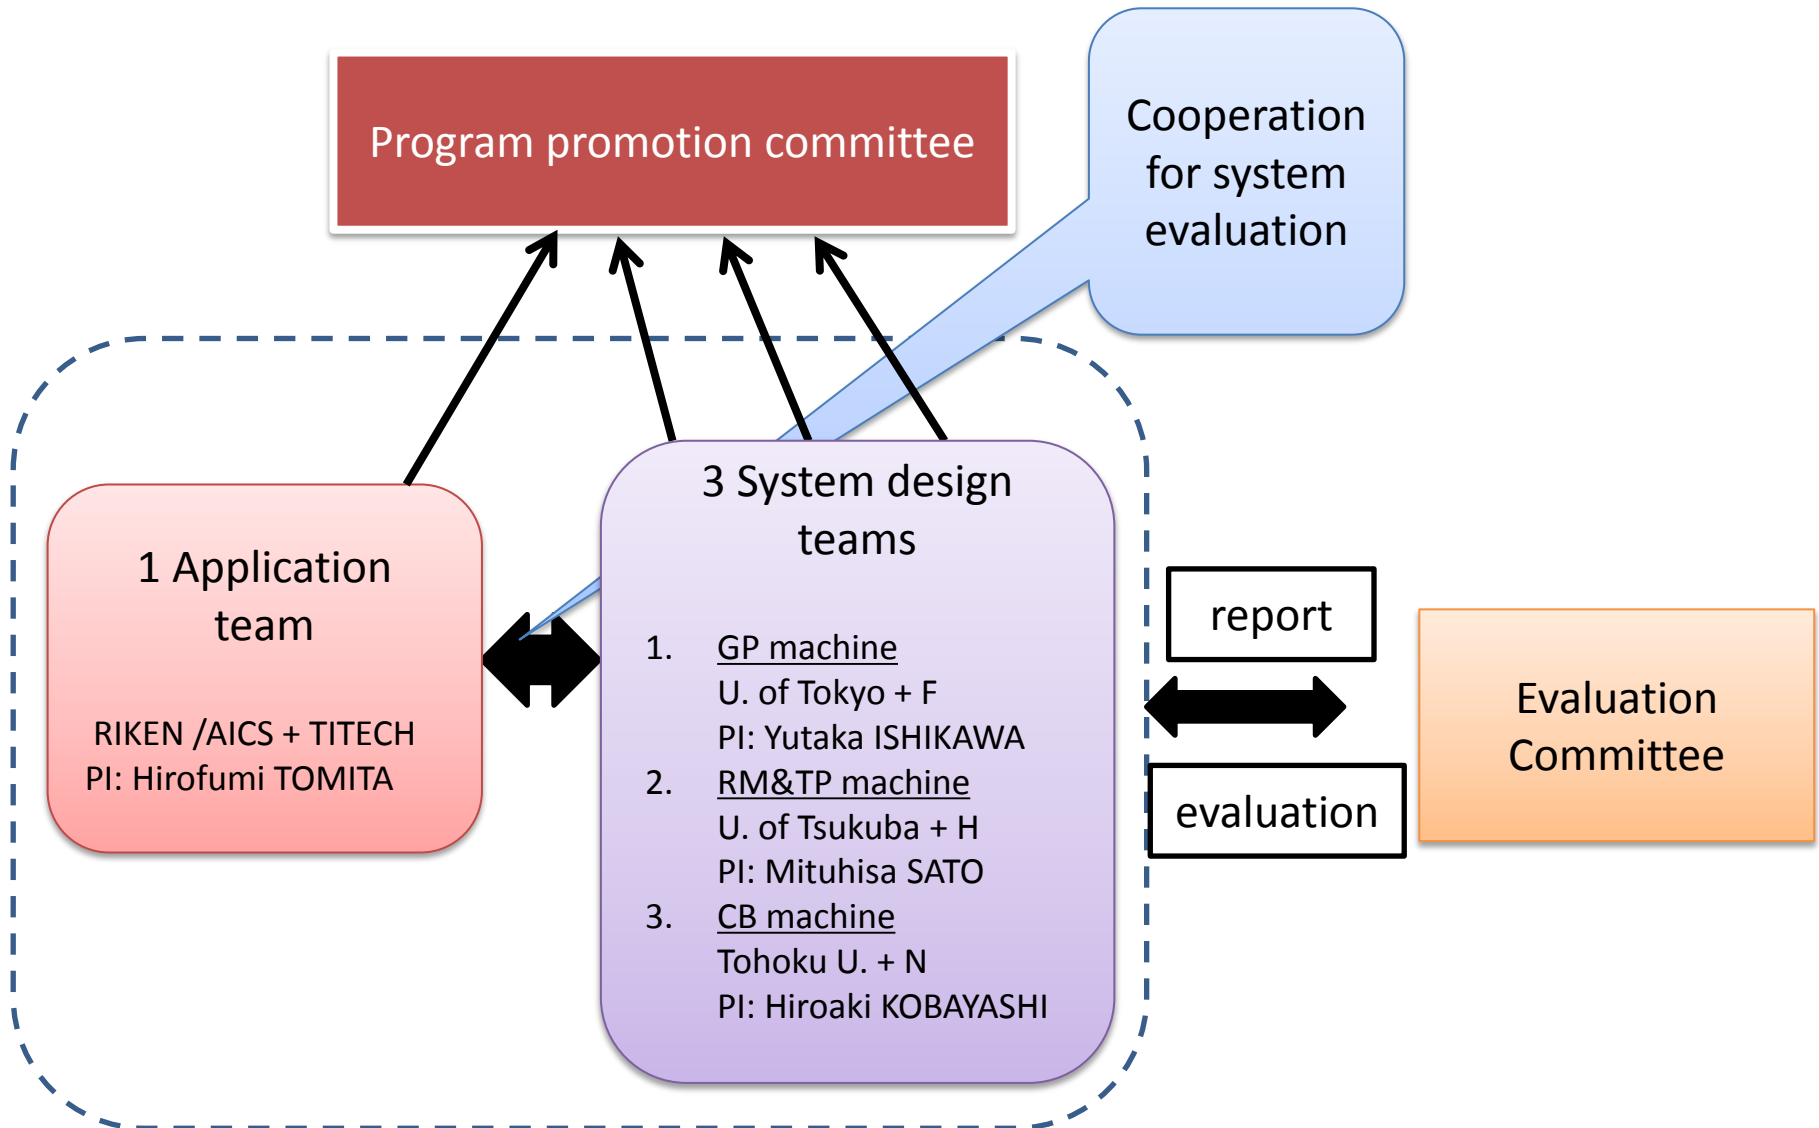 Program promotion committee
Cooperation
for system
evaluation
1 Application
team
RIKEN /AICS + TITECH
PI: Hirofumi TOMITA
3 System design
teams
1. GP machine
U. of Tokyo + F
PI: Yutaka ISHIKAWA
2. RM&TP machine
U. of Tsukuba + H
PI: Mituhisa SATO
3. CB machine
Tohoku U. + N
PI: Hiroaki KOBAYASHI
report
evaluation
Evaluation
Committee